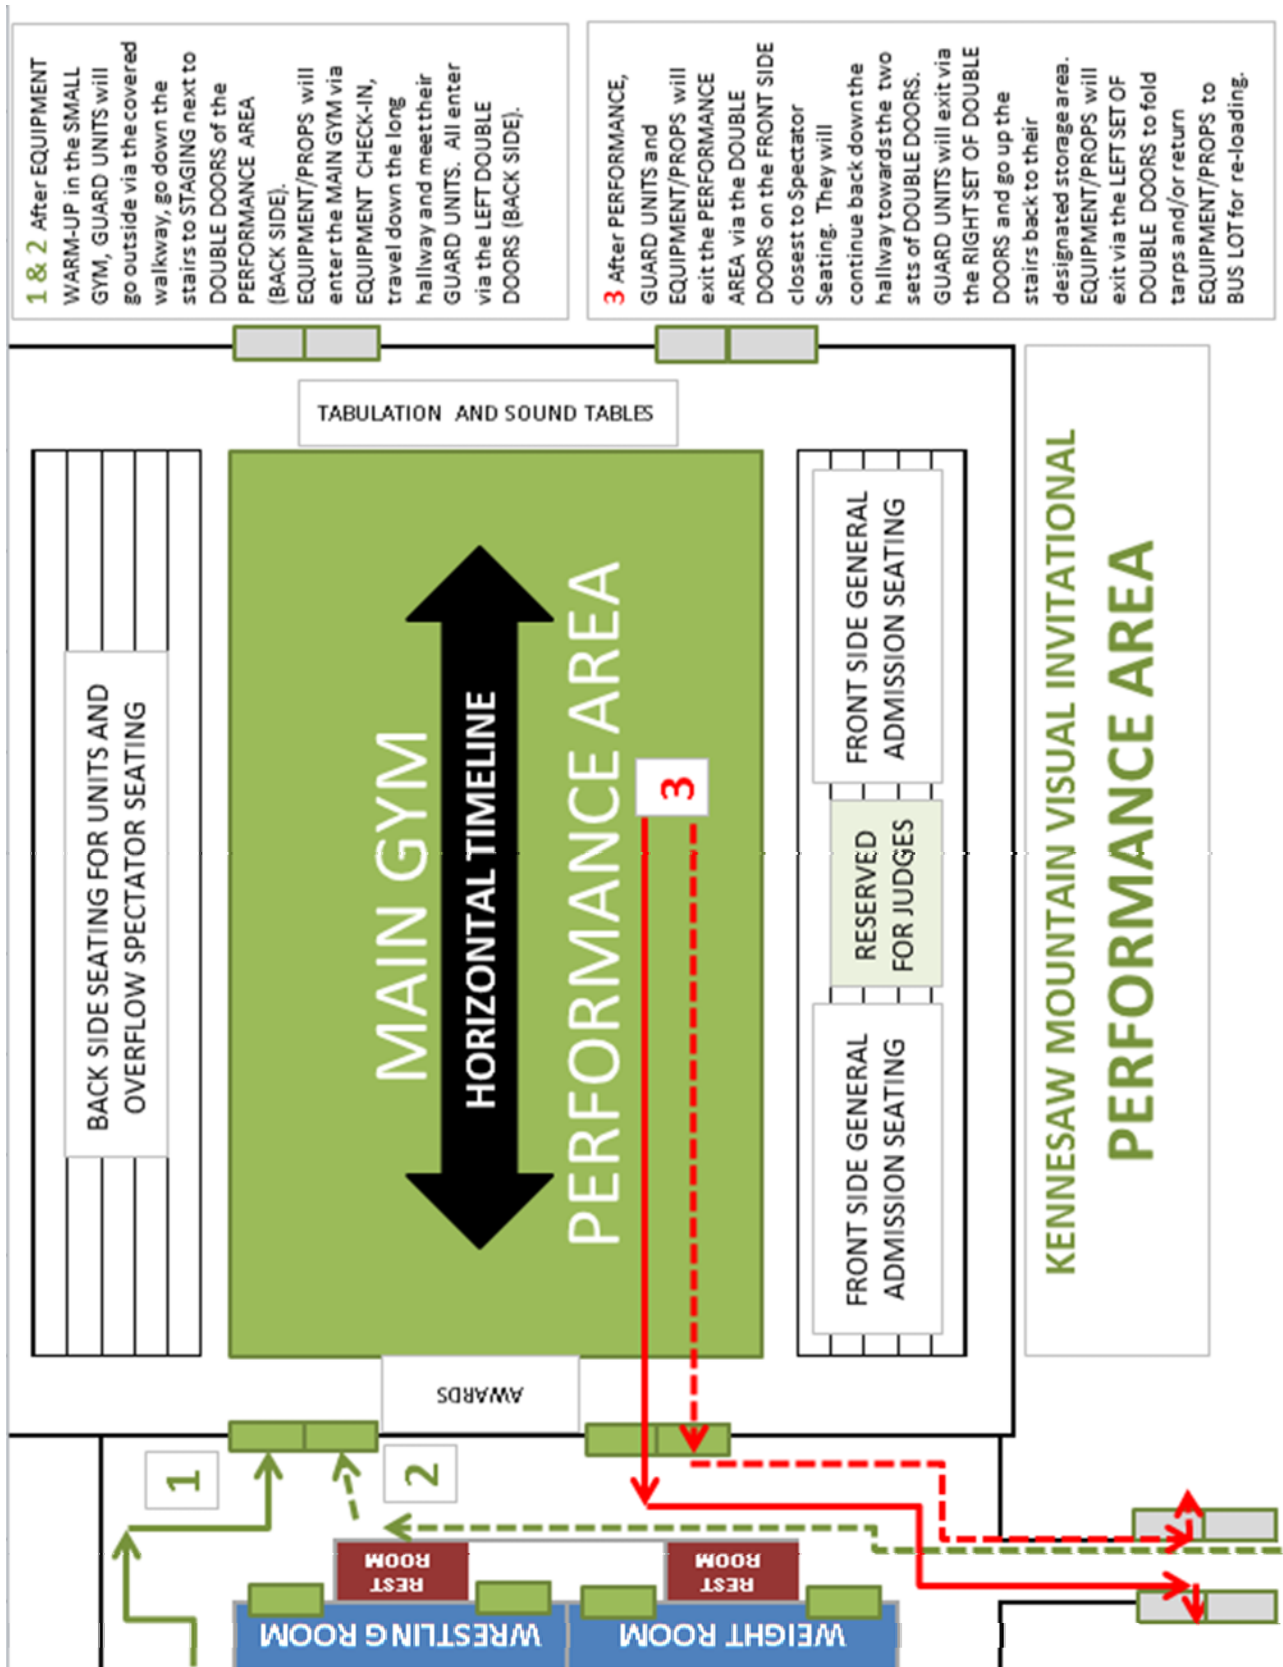 1 & 2 After EQUIPMENT
WARM-UP in the SMALL
GYM, GUARD UNITS will
go outside via the covered
walkway, go down the
stairs to STAGING next to
DOUBLE DOORS of the
PERFORMANCE AREA
(BACK SIDE).
EQUIPMENT/PROPS will
enter the MAIN GYM via
EQUIPMENT CHECK-IN,
travel down the long
hallway and meet their
GUARD UNITS. All enter
via the LEFT DOUBLE
DOORS (BACK SIDE).
3 After PERFORMANCE,
GUARD UNITS and
EQUIPMENT/PROPS will
exit the PERFORMANCE
AREA via the DOUBLE
DOORS on the FRONT SIDE
closest to Spectator
Seating. They will
continue back down the
hallway towards the two
sets of DOUBLE DOORS.
GUARD UNITS will exit via
the RIGHT SET OF DOUBLE
DOORS and go up the
stairs back to their
designated storage area.
EQUIPMENT/PROPS will
exit via the LEFT SET OF
DOUBLE DOORS to fold
tarps and/or return
EQUIPMENT/PROPS to
BUS LOT for re-loading.
TABULATION AND SOUND TABLES
BACK SIDE SEATING FOR UNITS AND
OVERFLOW SPECTATOR SEATING
MAIN GYM
HORIZONTAL TIMELINE
PERFORMANCE AREA
3
FRONT SIDE GENERAL
ADMISSION SEATING
RESERVED
FOR JUDGES
FRONT SIDE GENERAL
ADMISSION SEATING
KENNESAW MOUNTAIN VISUAL INVITATIONAL
PERFORMANCE AREA
AWARDS
1
2
REST
ROOM
REST
ROOM
WRESTLING ROOM
WEIGHT ROOM